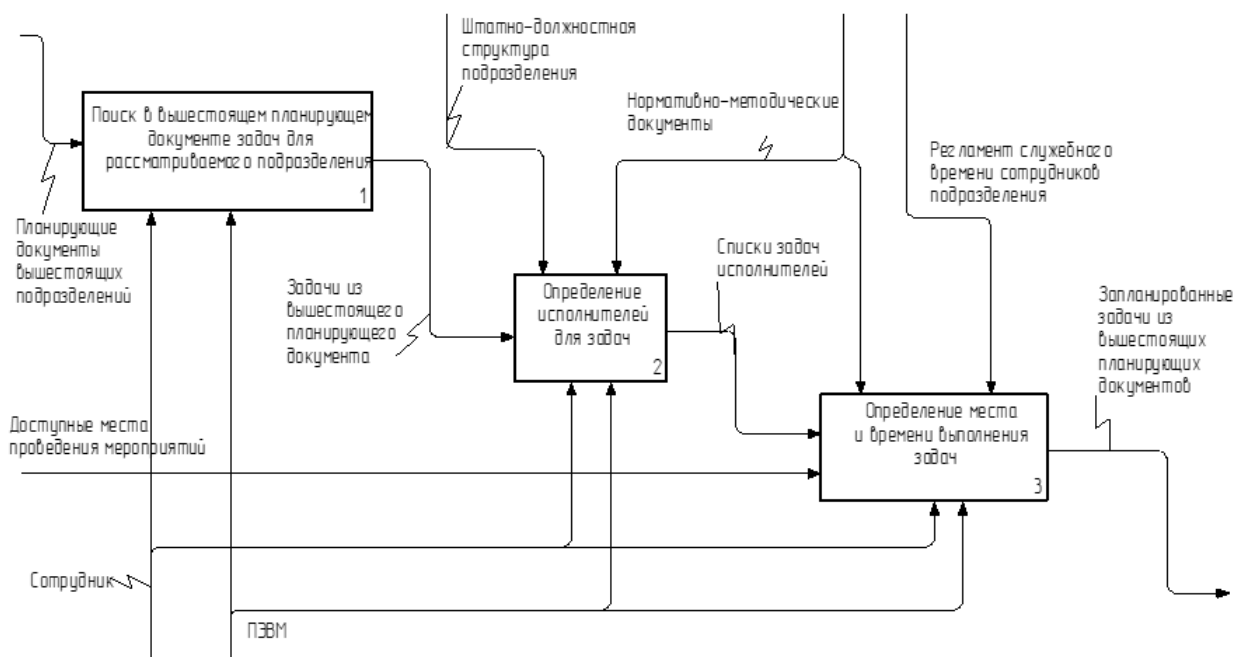 Штатно-должностная
структура
подразделения
Поиск в вышестоящем планирующем
документе задач для
рассматриваемого подразделения
1
Нормативно-методические
документы
Регламент служебного
времени сотрудников
подразделения
Планирующие
документы
вышестоящих
подразделений
Задачи из
вышестоящего
планирующего
документа
Определение
исполнителей
для задач
2
Списки задач
исполнителей
Запланированные
задачи из
вышестоящих
планирующих
документов
Доступные места
проведения мероприятий
Определение места
и времени выполнения
задач
3
Сотрудник
ПЭВМ